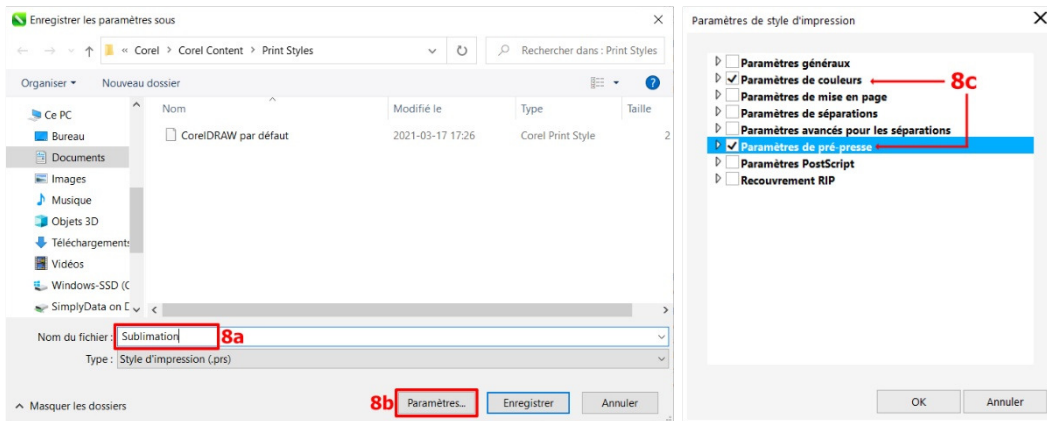 Enregistrer les paramètres sous
« Corel > Corel Content > Print Styles
Rechercher dans : Print Styles
Organiser
Nouveau dossier
Ce PC
Bureau
Documents
Images
Musique
Objets 3D
Téléchargements
Vidéos
Windows-SSD (C
SimplyData on D
Nom
Modifié le
Type
Taille
CorelDRAW par défaut
2021-03-17 17:26
Corel Print Style
2
Nom du fichier : Sublimation
8a
Type : Style d'impression (.prs)
Masquer les dossiers
8b
Paramètres...
Enregistrer
Annuler
Paramètres de style d'impression
Paramètres généraux
Paramètres de couleurs
8c
Paramètres de mise en page
Paramètres de séparations
Paramètres avancés pour les séparations
Paramètres de pré-presse
Paramètres PostScript
Recouvrement RIP
OK
Annuler